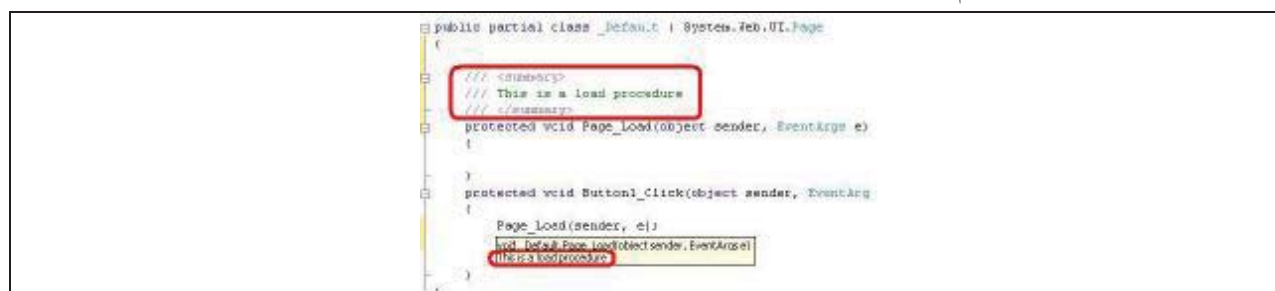 public partial class _Default : System.Web.UI.Page
{
/// <summary>
/// This is a load procedure
/// </summary>
protected void Page_Load(object sender, EventArgs e)
{
}
protected void Button1_Click(object sender, EventArg
{
Page_Load(sender, e);
void _Default.Page_Load(object sender, EventArgs e)
This is a load procedure
}